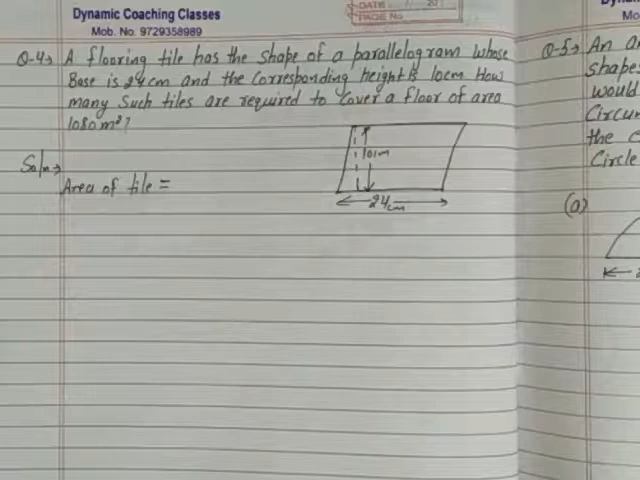 Dynamic Coaching Classes
Mob. No. 9729358989
DATE 20
PAGE No
Q-4→ A flooring tile has the shape of a parallelogram whose
Base is 24cm and the Corresponding height is 10cm How
many Such tiles are required to Cover a floor of area
1080m²?
Soln→
Area of tile =
10cm
24cm
Q-5→ An
shapes
would
Circum
the C
Circle
(a)